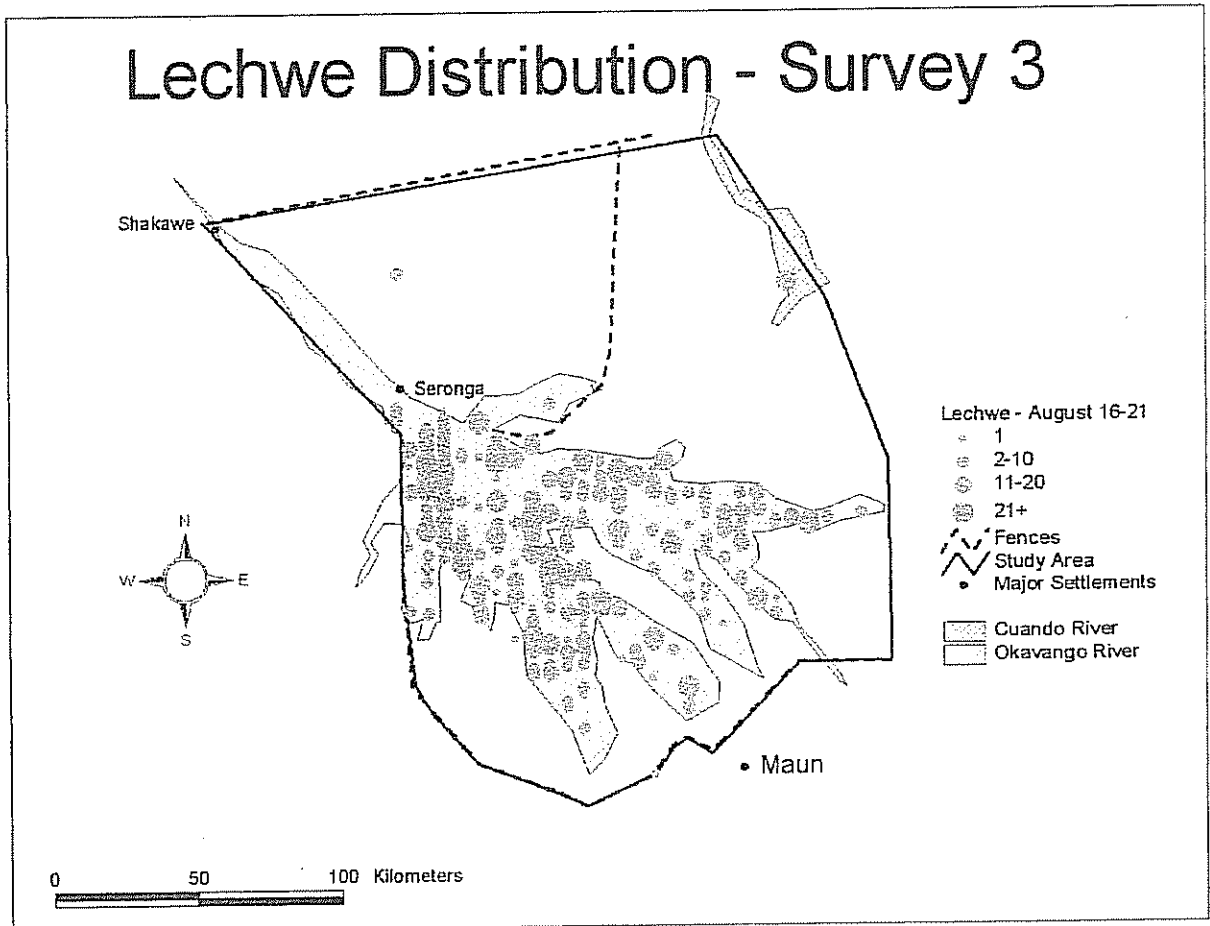 Lechwe Distribution - Survey 3
Shakawe
Seronga
Lechwe - August 16-21
1
2-10
11-20
21+
Fences
Study Area
Major Settlements
Cuando River
Okavango River
N
W E
S
Maun
0 50 100 Kilometers